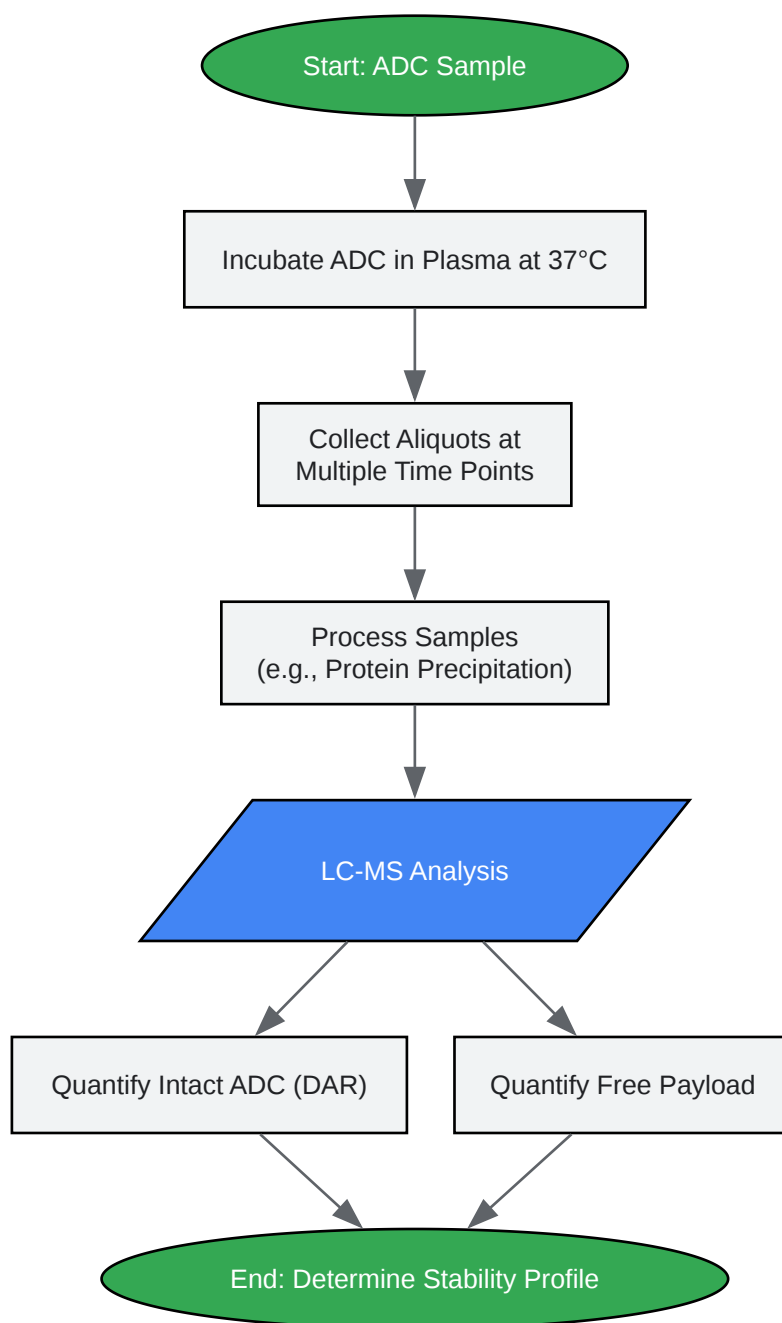 Start: ADC Sample
Incubate ADC in Plasma at 37°C
Collect Aliquots at
Multiple Time Points
Process Samples
(e.g., Protein Precipitation)
LC-MS Analysis
Quantify Intact ADC (DAR)
Quantify Free Payload
End: Determine Stability Profile